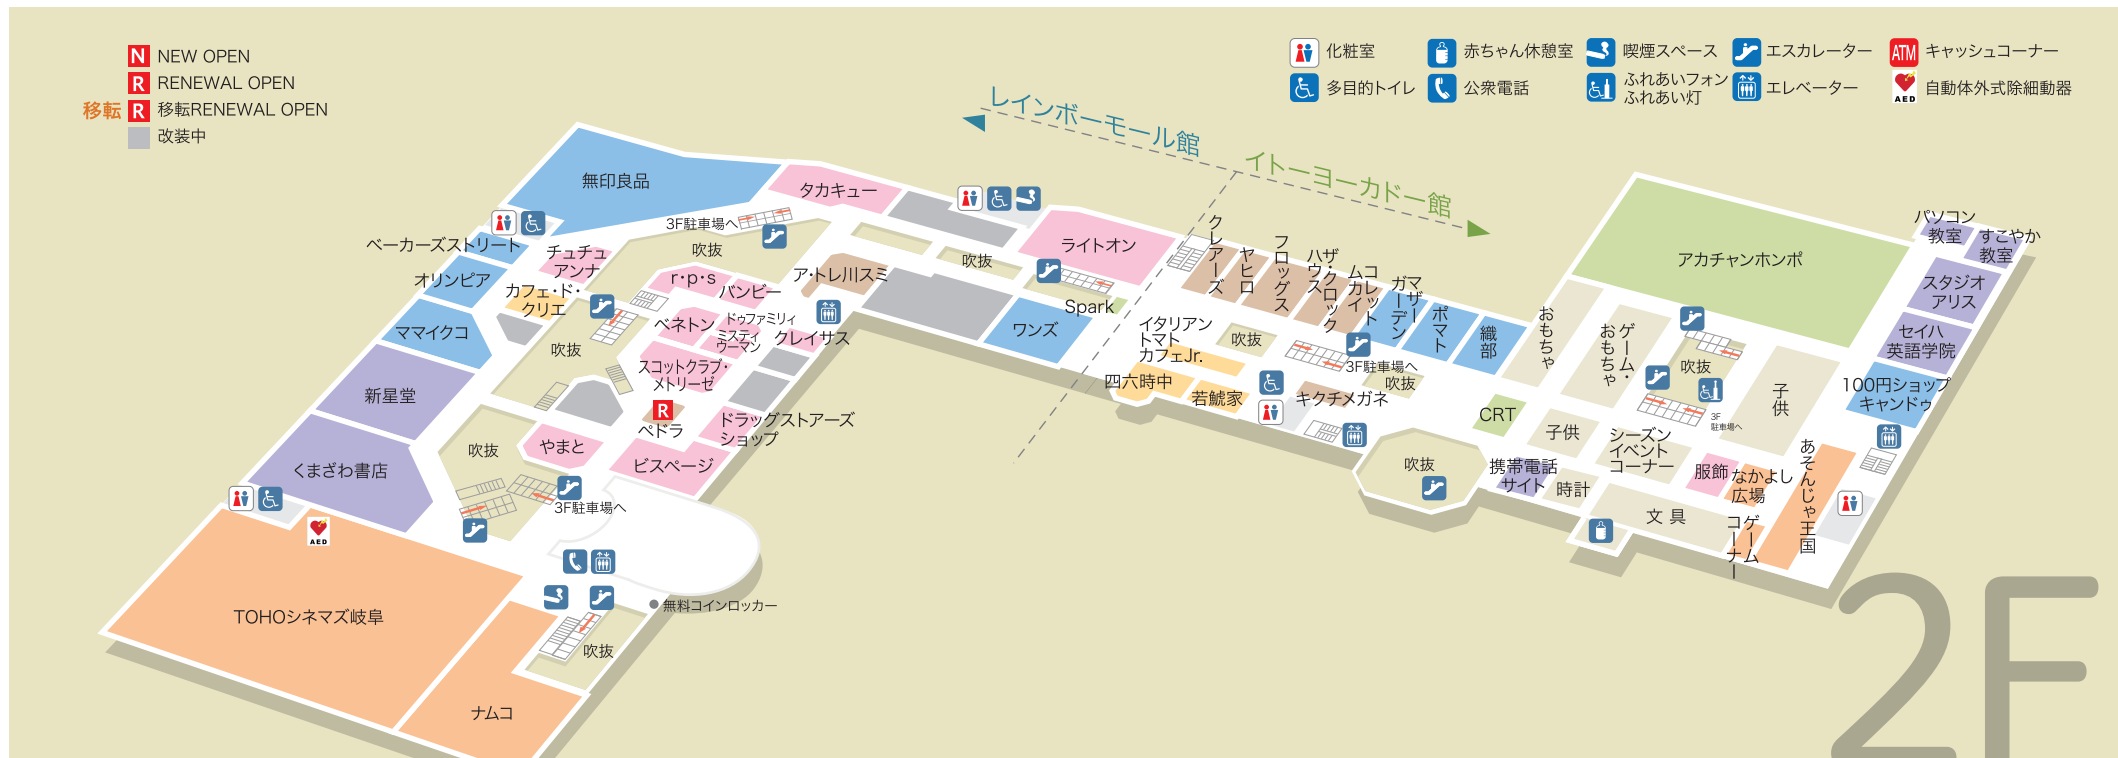 N NEW OPEN
R RENEWAL OPEN
移転 R 移転RENEWAL OPEN
改装中
化粧室
赤ちゃん休憩室
喫煙スペース
エスカレーター
ATM キャッシュコーナー
多目的トイレ
公衆電話
ふれあいフォン
ふれあい灯
エレベーター
AED 自動体外式除細動器
レインボーモール館
イトーヨーカドー館
無印良品
タカキュー
3F駐車場へ
吹抜
ベーカーズストリート
チュチュ
アンナ
オリンピア
カフェ・ド・
クリエ
r・p・s
バンビー
ア・トレ川スミ
吹抜
ライトオン
Spark
ママイクコ
ベネトン
ドゥファミリィ
ミスティ
ウーマン
クレイサス
ワンズ
吹抜
スコットクラブ・
メトリーゼ
新星堂
R
ペドラ
ドラッグストアーズ
ショップ
やまと
ビスページ
吹抜
くまざわ書店
3F駐車場へ
AED
TOHOシネマズ岐阜
無料コインロッカー
吹抜
ナムコ
クレアーズ
ヤヒロ
フロッグス
ザ・クロック
ハウス
コレット
ムカイ
マザー
ガーデン
ポマト
織部
イタリアン
トマト
カフェJr.
吹抜
3F駐車場へ
吹抜
四六時中
若鯱家
キクチメガネ
吹抜
CRT
おもちゃ
ゲーム・
おもちゃ
アカチャンホンポ
パソコン
教室
すこやか
教室
スタジオ
アリス
セイハ
英語学院
100円ショップ
キャンドゥ
吹抜
3F
駐車場へ
子供
子供
シーズン
イベント
コーナー
携帯電話
サイト
時計
服飾
なかよし
広場
文具
ゲーム
コーナー
あそんじゃ王国
2F